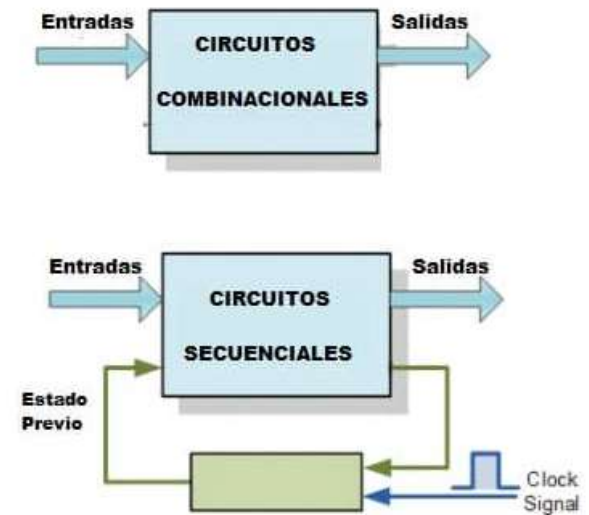 Entradas
Salidas
CIRCUITOS
COMBINACIONALES
Entradas
Salidas
CIRCUITOS
SECUENCIALES
Estado
Previo
Clock
Signal